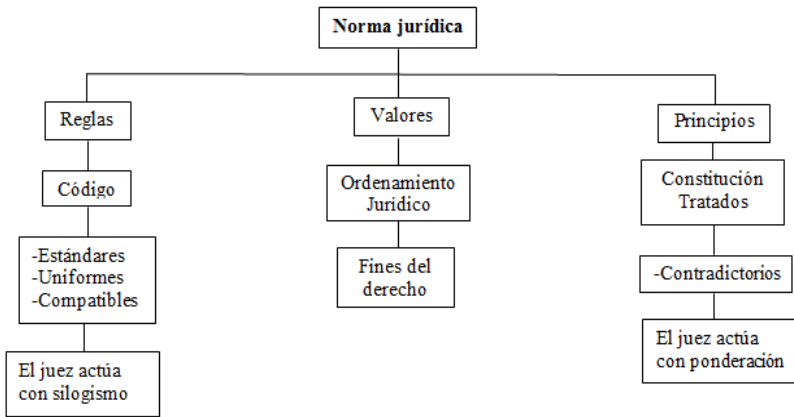 Norma jurídica
Reglas
Código
-Estándares
-Uniformes
-Compatibles
El juez actúa
con silogismo
Valores
Ordenamiento
Jurídico
Fines del
derecho
Principios
Constitución
Tratados
-Contradictorios
El juez actúa
con ponderación